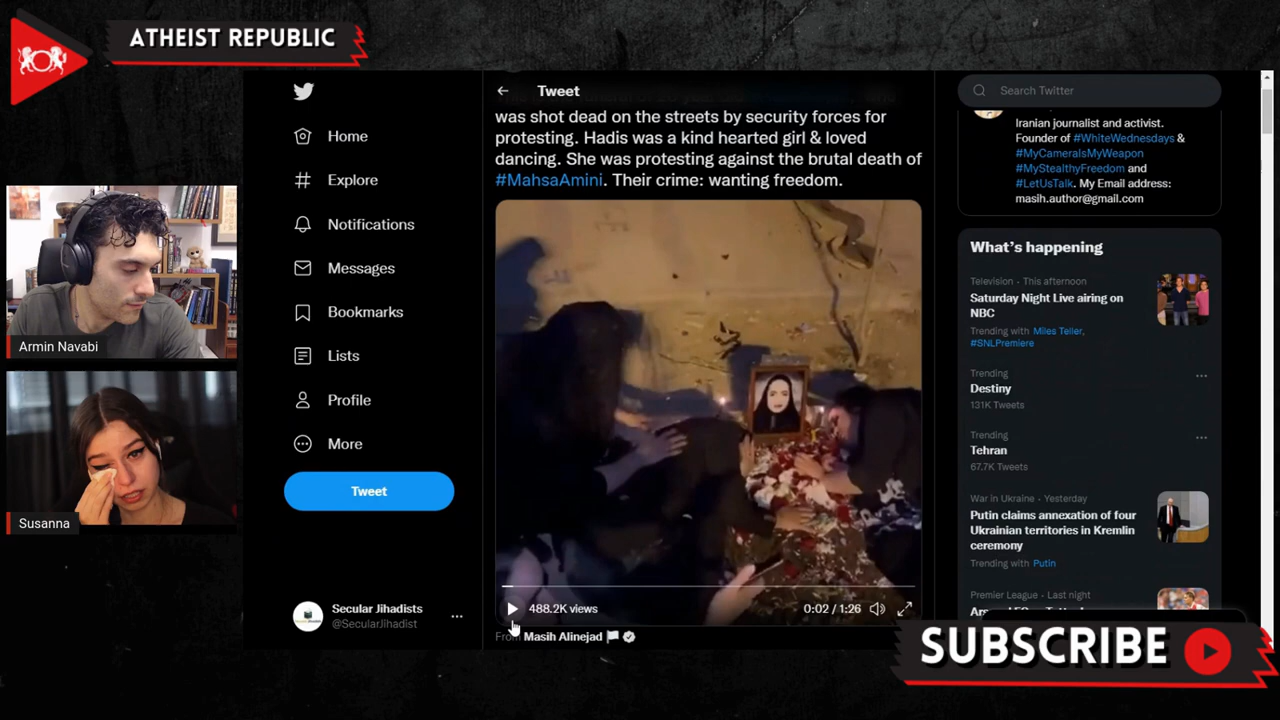 ATHEIST REPUBLIC
Armin Navabi
Susanna
Home
Explore
Notifications
Messages
Bookmarks
Lists
Profile
More
Tweet
Secular Jihadists
@SecularJihadist
Tweet
was shot dead on the streets by security forces for
protesting. Hadis was a kind hearted girl & loved
dancing. She was protesting against the brutal death of
#MahsaAmini. Their crime: wanting freedom.
488.2K views
0:02 / 1:26
From Masih Alinejad
Search Twitter
Iranian journalist and activist.
Founder of #WhiteWednesdays &
#MyCameraIsMyWeapon
#MyStealthyFreedom and
#LetUsTalk. My Email address:
masih.author@gmail.com
What's happening
Television · This afternoon
Saturday Night Live airing on
NBC
Trending with Miles Teller,
#SNLPremiere
Trending
Destiny
131K Tweets
Trending
Tehran
67.7K Tweets
War in Ukraine · Yesterday
Putin claims annexation of four
Ukrainian territories in Kremlin
ceremony
Trending with Putin
Premier League · Last night
SUBSCRIBE